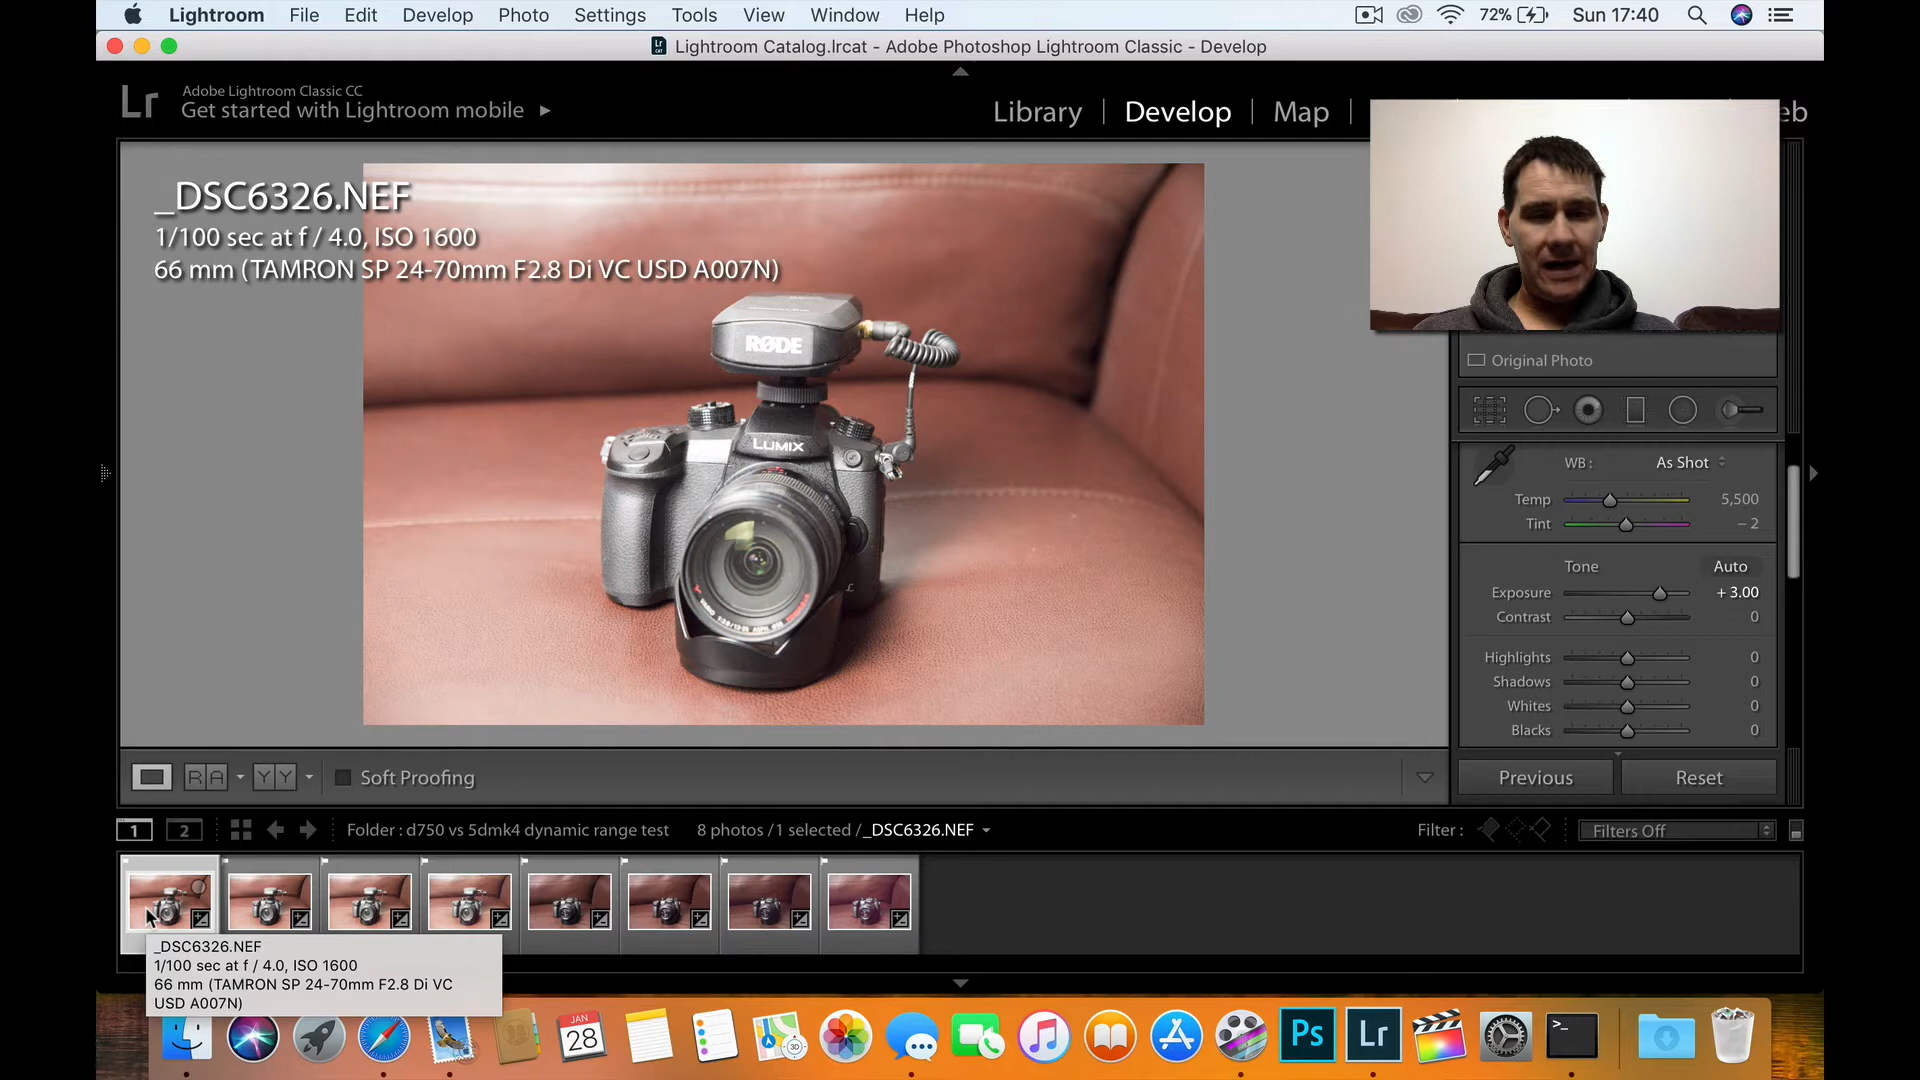 Lightroom File Edit Develop Photo Settings Tools View Window Help 72% Sun 17:40
Lightroom Catalog.lrcat - Adobe Photoshop Lightroom Classic - Develop
Lr Adobe Lightroom Classic CC
Get started with Lightroom mobile
Library Develop Map eb
_DSC6326.NEF
1/100 sec at f / 4.0, ISO 1600
66 mm (TAMRON SP 24-70mm F2.8 Di VC USD A007N)
RØDE
LUMIX
Original Photo
WB : As Shot
Temp 5,500
Tint – 2
Tone Auto
Exposure + 3.00
Contrast 0
Highlights 0
Shadows 0
Whites 0
Blacks 0
Soft Proofing
Previous Reset
1 2 Folder : d750 vs 5dmk4 dynamic range test 8 photos / 1 selected / _DSC6326.NEF Filter : Filters Off
_DSC6326.NEF
1/100 sec at f / 4.0, ISO 1600
66 mm (TAMRON SP 24-70mm F2.8 Di VC
USD A007N)
JAN
28
3D
Ps
Lr